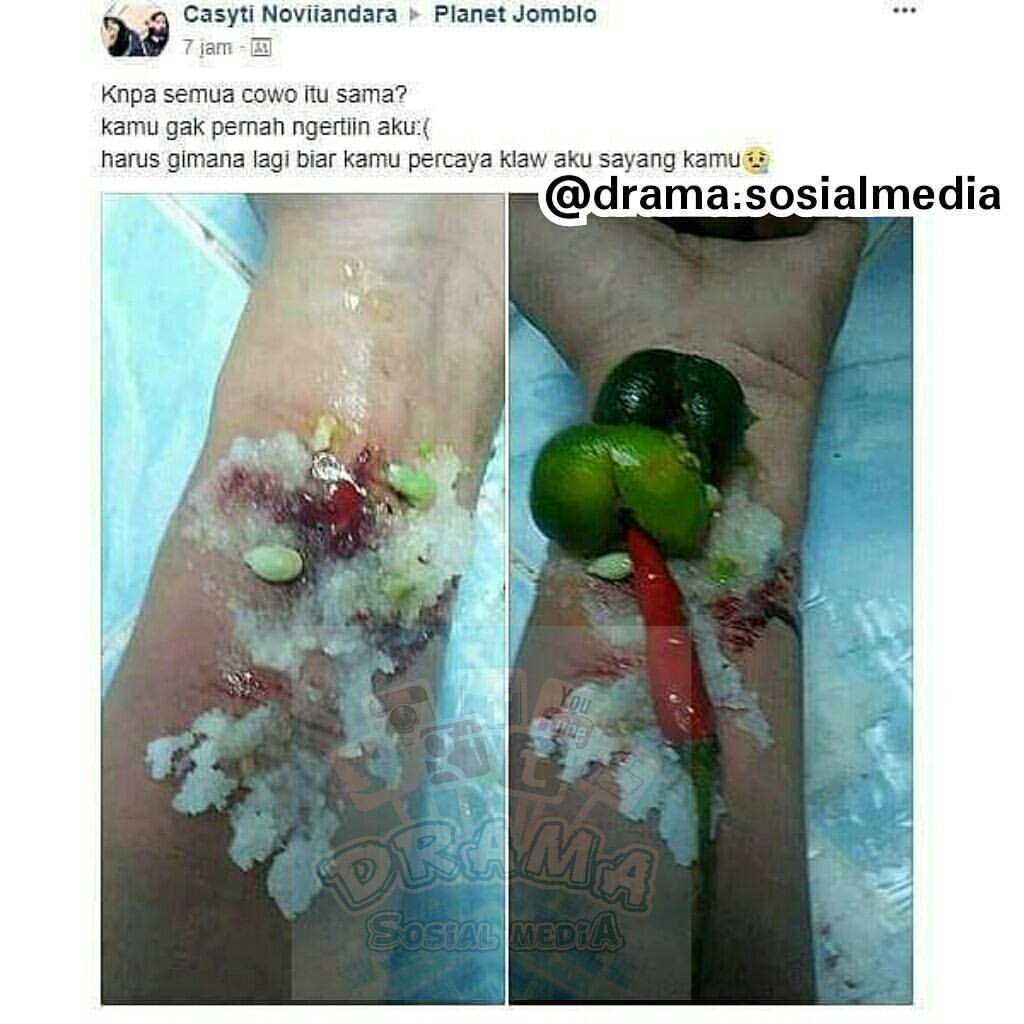 Casyti Noviiandara ▸ Planet Jomblo
7 jam
Knpa semua cowo itu sama?
kamu gak pernah ngertiin aku:(
harus gimana lagi biar kamu percaya klaw aku sayang kamu😢
@drama.sosialmedia
You
DRAMA
SOSIAL MEDIA